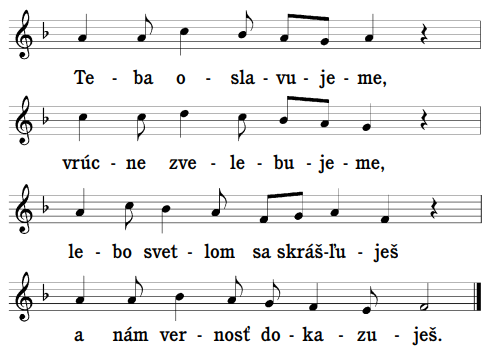 Te - ba o - sla - vu - je - me,
vrúc - ne zve - le - bu - je - me,
le - bo svet - lom sa skráš-ľu - ješ
a nám ver - nosť do - ka - zu - ješ.